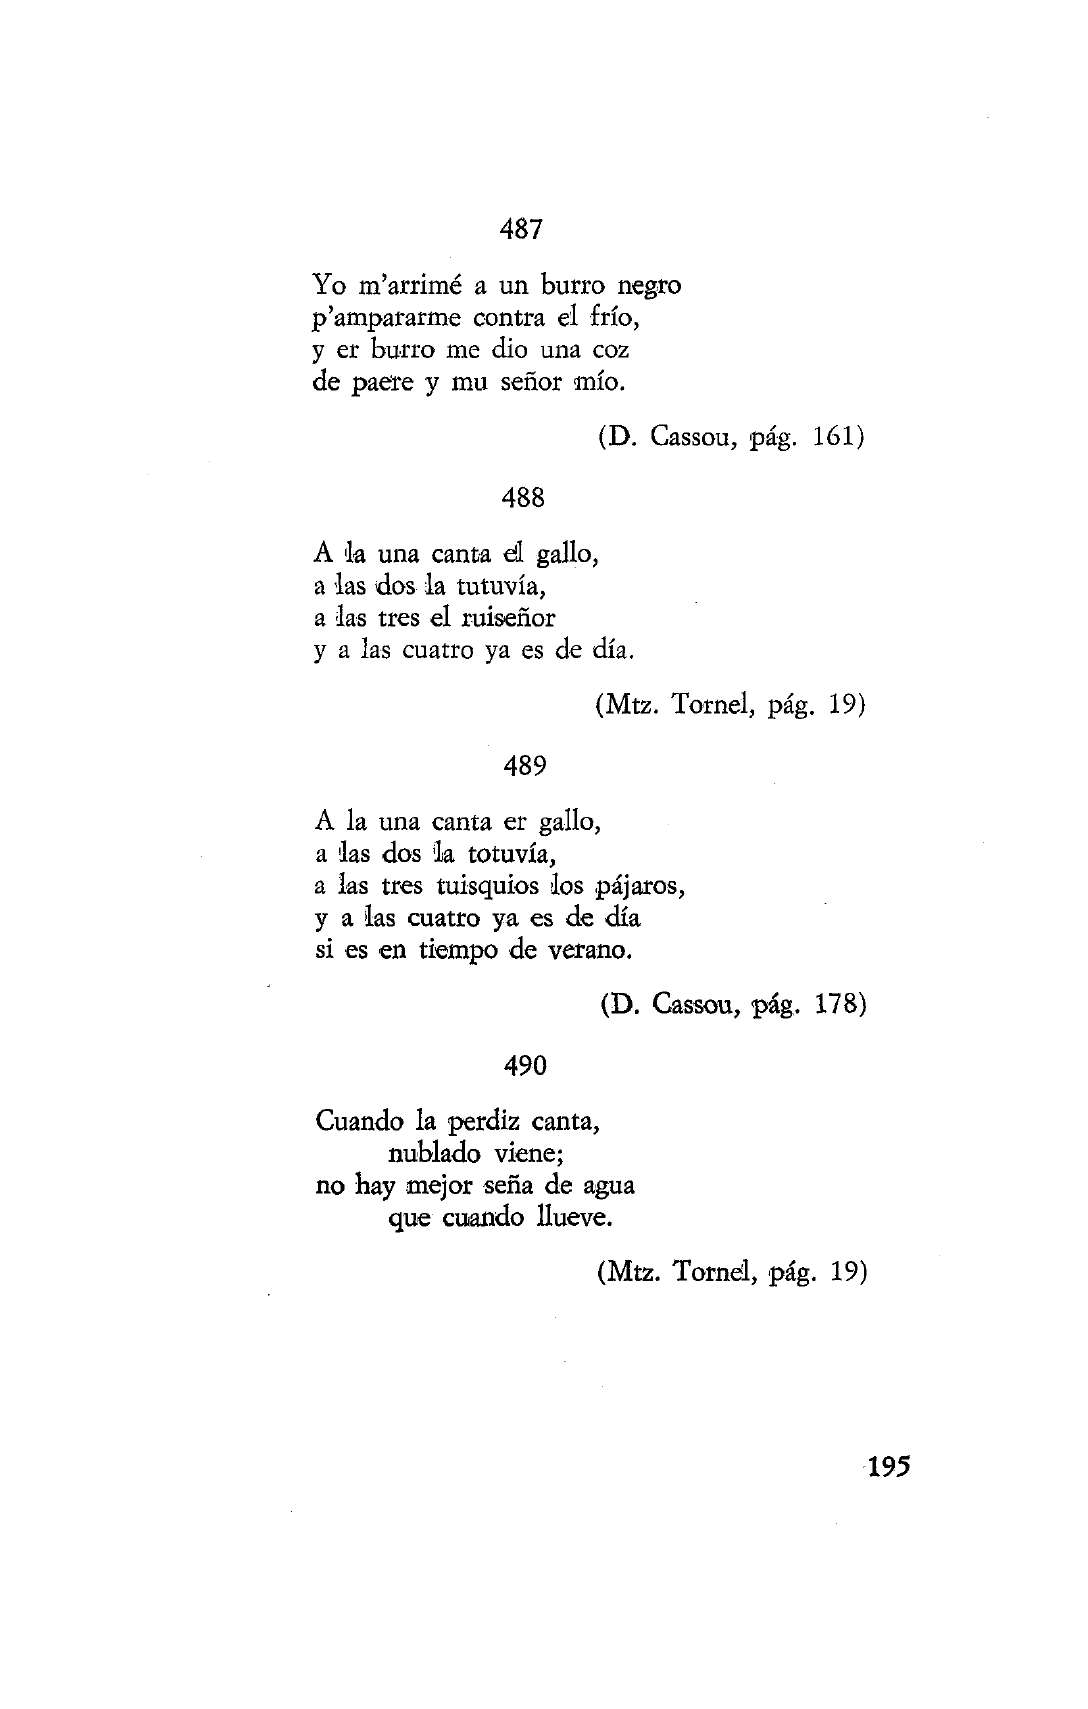 487
Yo m'arrimé a un burro negro
p'ampararme contra el frío,
y er burro me dio una coz
de paere y mu señor mío.
(D. Cassou, pág. 161)
488
A la una canta el gallo,
a las dos la tutuvía,
a las tres el ruiseñor
y a las cuatro ya es de día.
(Mtz. Tornel, pág. 19)
489
A la una canta er gallo,
a las dos la totuvía,
a las tres tuisquios los pájaros,
y a las cuatro ya es de día
si es en tiempo de verano.
(D. Cassou, pág. 178)
490
Cuando la perdiz canta,
nublado viene;
no hay mejor seña de agua
que cuando llueve.
(Mtz. Tornel, pág. 19)
195